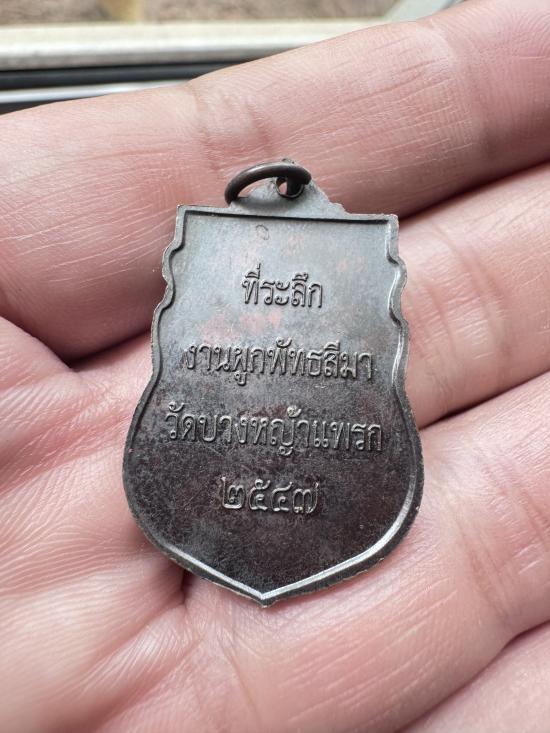 ที่ระลึก
งานผูกพัทธสีมา
วัดบางหญ้าแพรก
๒๕๔๗